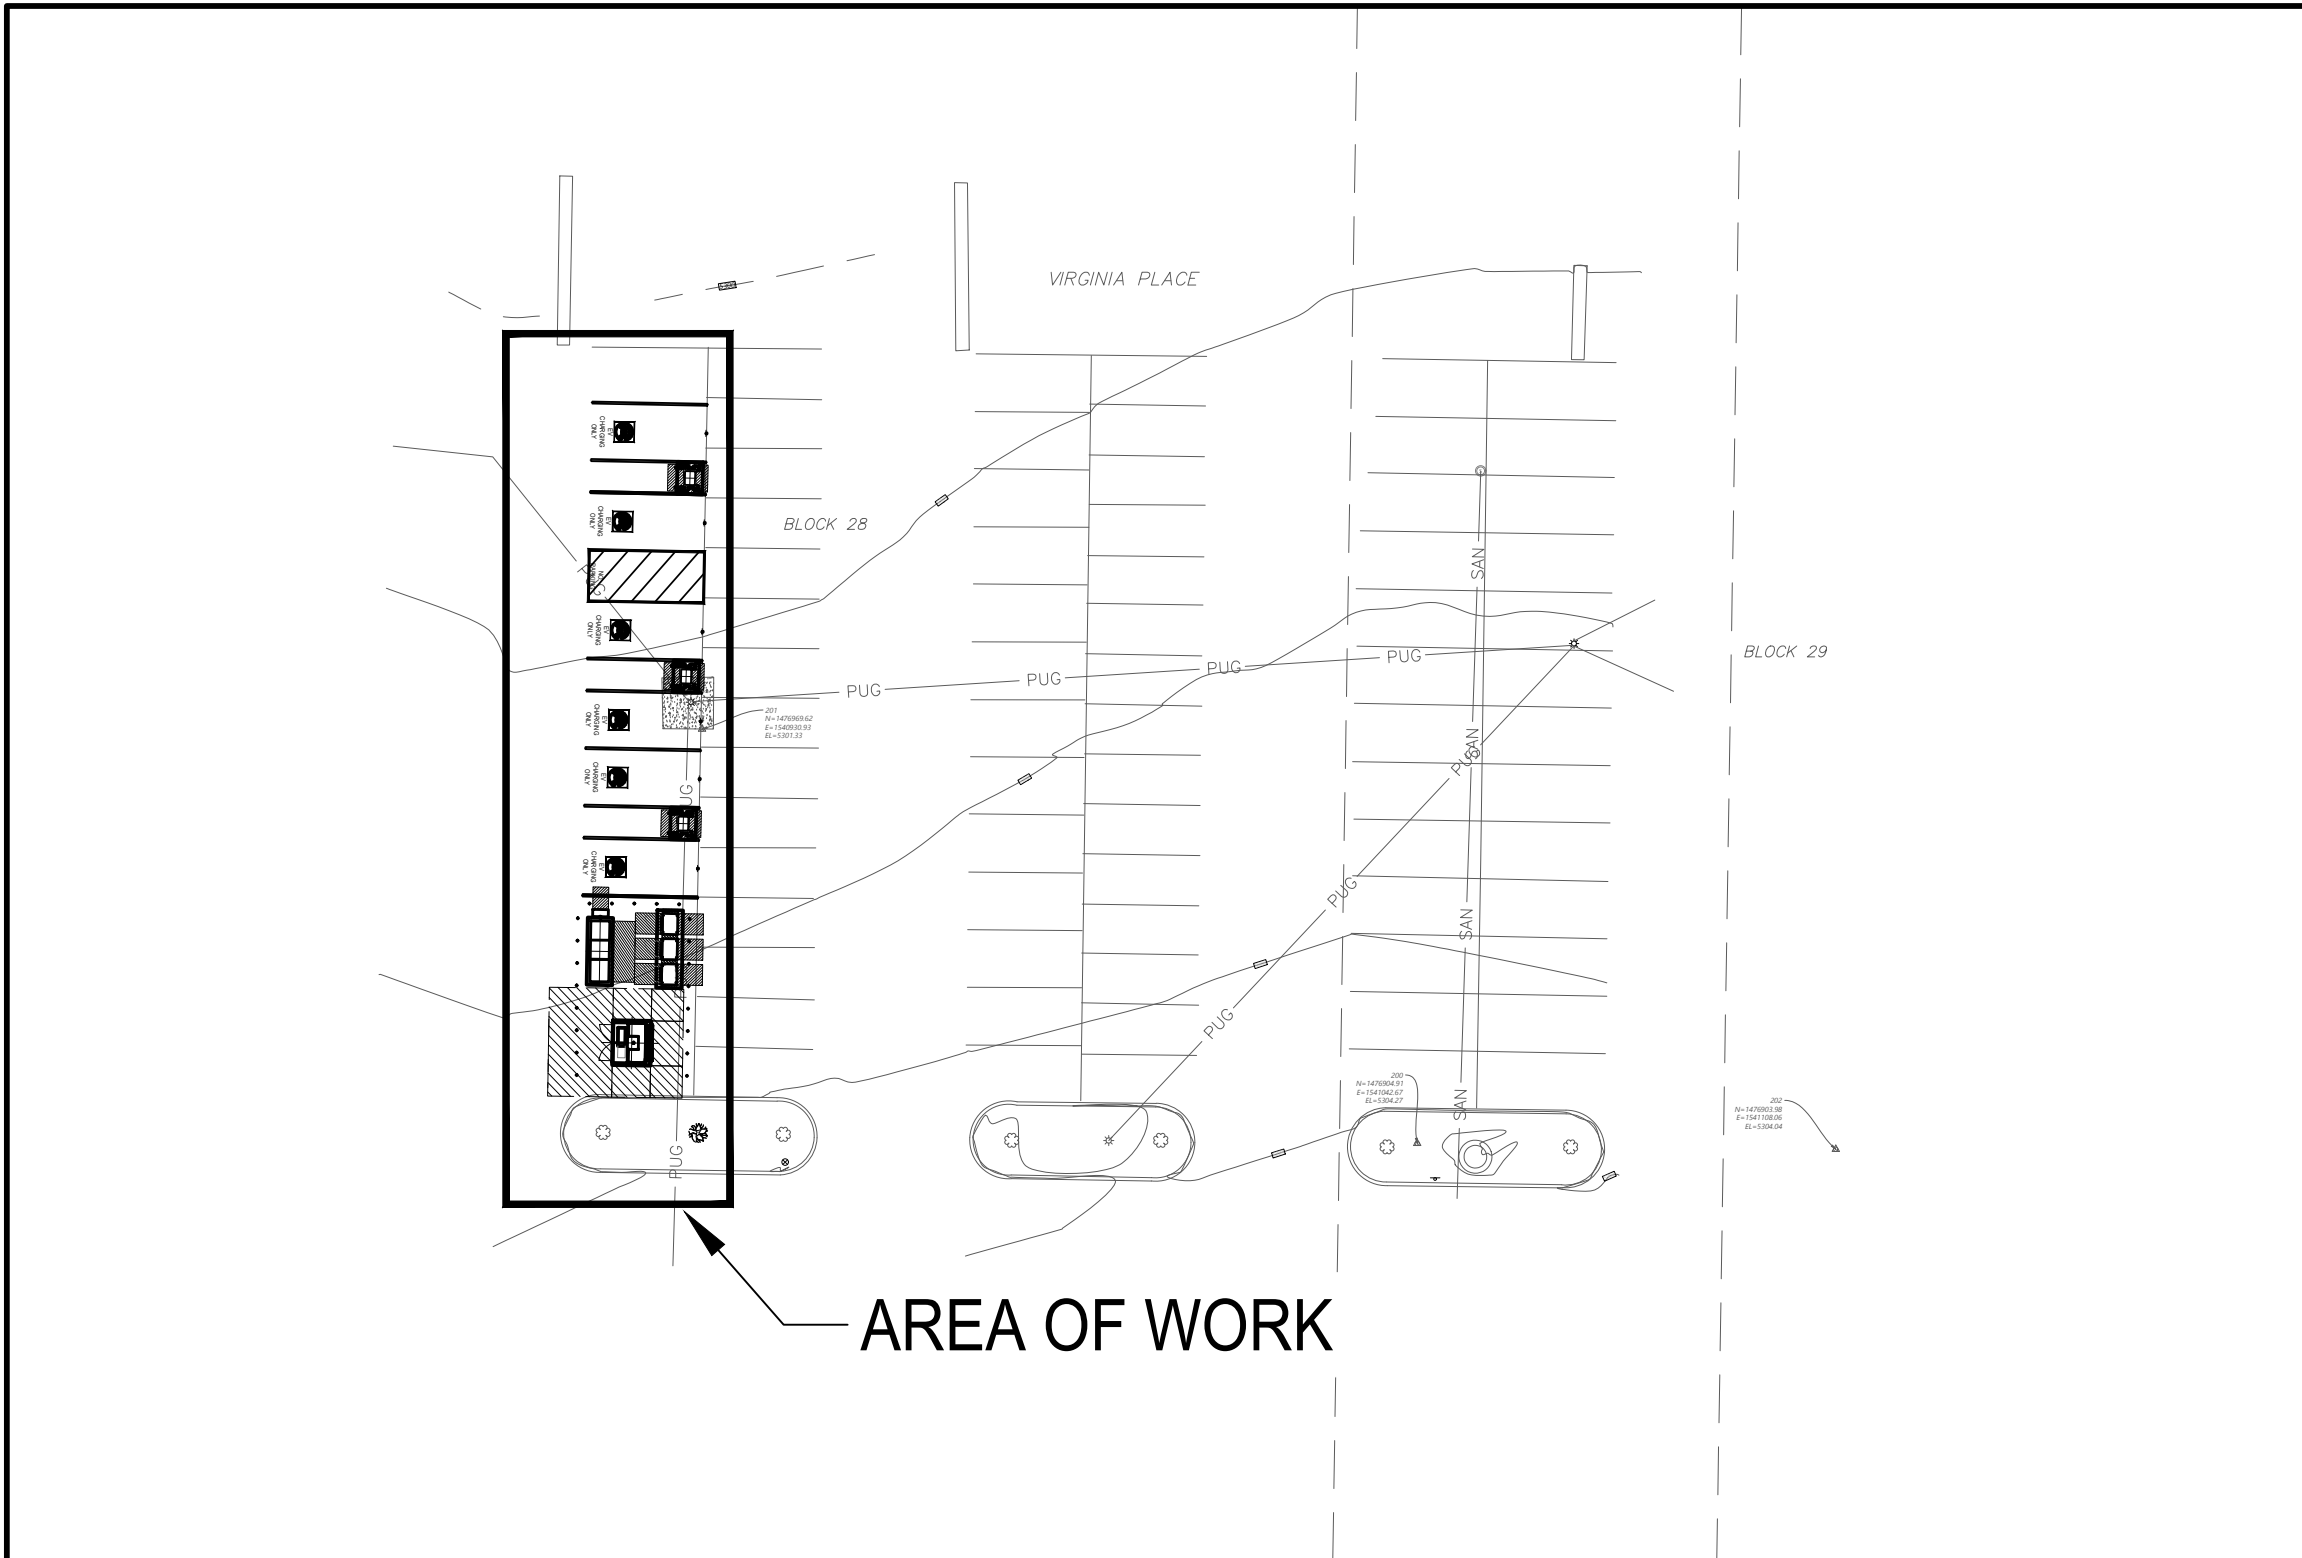 VIRGINIA PLACE
EV
CHARGING
ONLY
EV
CHARGING
ONLY
BLOCK 28
SAN
NO
PARKING
EV
CHARGING
ONLY
BLOCK 29
PUG
PUG
PUG
PUG
201
N=1476969.62
E=1540930.93
EL=5301.33
EV
CHARGING
ONLY
SAN
PUG
EV
CHARGING
ONLY
PUG
EV
CHARGING
ONLY
PUG
SAN
PUG
200
N=1476904.91
E=1541042.67
EL=5304.27
SAN
202
N=1476903.98
E=1541108.06
EL=5304.04
PUG
AREA OF WORK